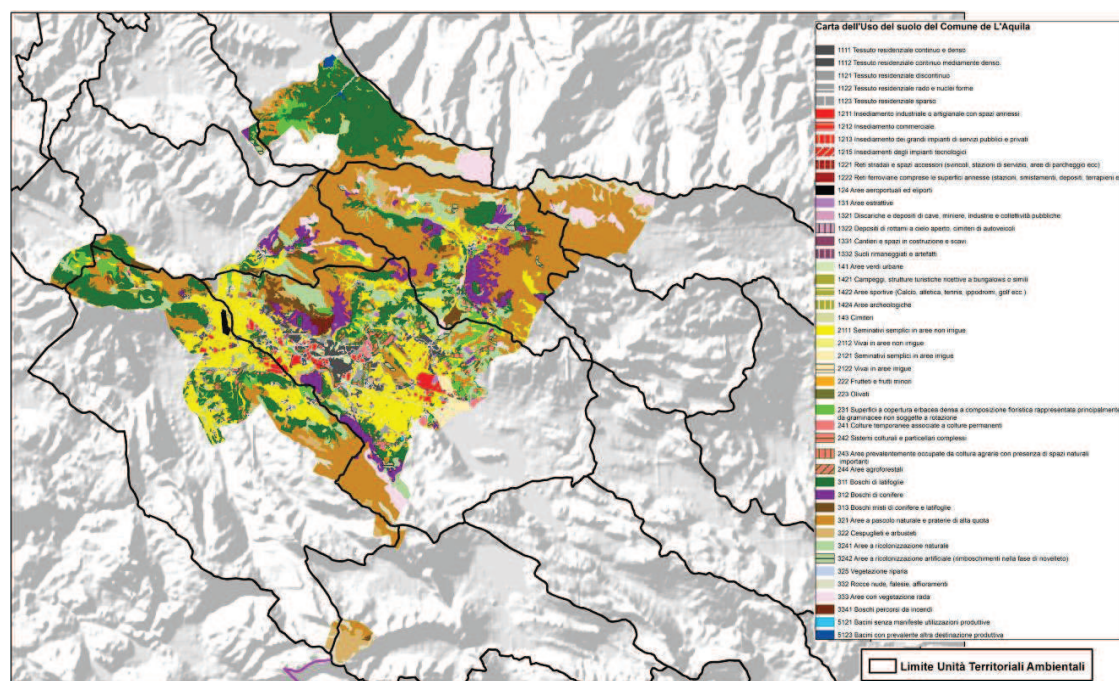 Carta dell'Uso del suolo del Comune de L'Aquila
1111 Tessuto residenziale continuo e denso
1112 Tessuto residenziale continuo mediamente denso
1121 Tessuto residenziale discontinuo
1122 Tessuto residenziale rado e nucleiforme
1123 Tessuto residenziale sparso
1211 Insediamento industriale o artigianale con spazi annessi
1212 Insediamento commerciale
1213 Insediamento dei grandi impianti di servizi pubblici e privati
1215 Insediamenti degli impianti tecnologici
1221 Reti stradali e spazi accessori (svincoli, stazioni di servizio, aree di parcheggio ecc)
1222 Reti ferroviarie comprese le superfici annesse (stazioni, smistamenti, depositi, terrapieni e
124 Aree aeroportuali ed eliporti
131 Aree estrattive
1321 Discariche e depositi di cave, miniere, industrie e collettività pubbliche
1322 Depositi di rottami a cielo aperto, cimiteri di autoveicoli
1331 Cantieri e spazi in costruzione e scavi
1332 Suoli rimaneggiati e artefatti
141 Aree verdi urbane
1421 Campeggi, strutture turistiche ricettive a bungalows o simili
1422 Aree sportive (Calcio, atletica, tennis, ippodromi, golf ecc.)
1424 Aree archeologiche
143 Cimiteri
2111 Seminativi semplici in aree non irrigue
2112 Vivai in aree non irrigue
2121 Seminativi semplici in aree irrigue
2122 Vivai in aree irrigue
222 Frutteti e frutti minori
223 Oliveti
231 Superfici a copertura erbacea densa a composizione floristica rappresentata principalmente
da graminacee non soggette a rotazione
241 Colture temporanee associate a colture permanenti
242 Sistemi colturali e particellari complessi
243 Aree prevalentemente occupate da coltura agraria con presenza di spazi naturali
importanti
244 Aree agroforestali
311 Boschi di latifoglie
312 Boschi di conifere
313 Boschi misti di conifere e latifoglie
321 Aree a pascolo naturale e praterie di alta quota
322 Cespuglieti e arbusteti
3241 Aree a ricolonizzazione naturale
3242 Aree a ricolonizzazione artificiale (rimboschimenti nella fase di novelleto)
325 Vegetazione riparia
332 Rocce nude, falesie, affioramenti
333 Aree con vegetazione rada
3341 Boschi percorsi da incendi
5121 Bacini senza manifeste utilizzazioni produttive
5123 Bacini con prevalente altra destinazione produttiva
Limite Unità Territoriali Ambientali